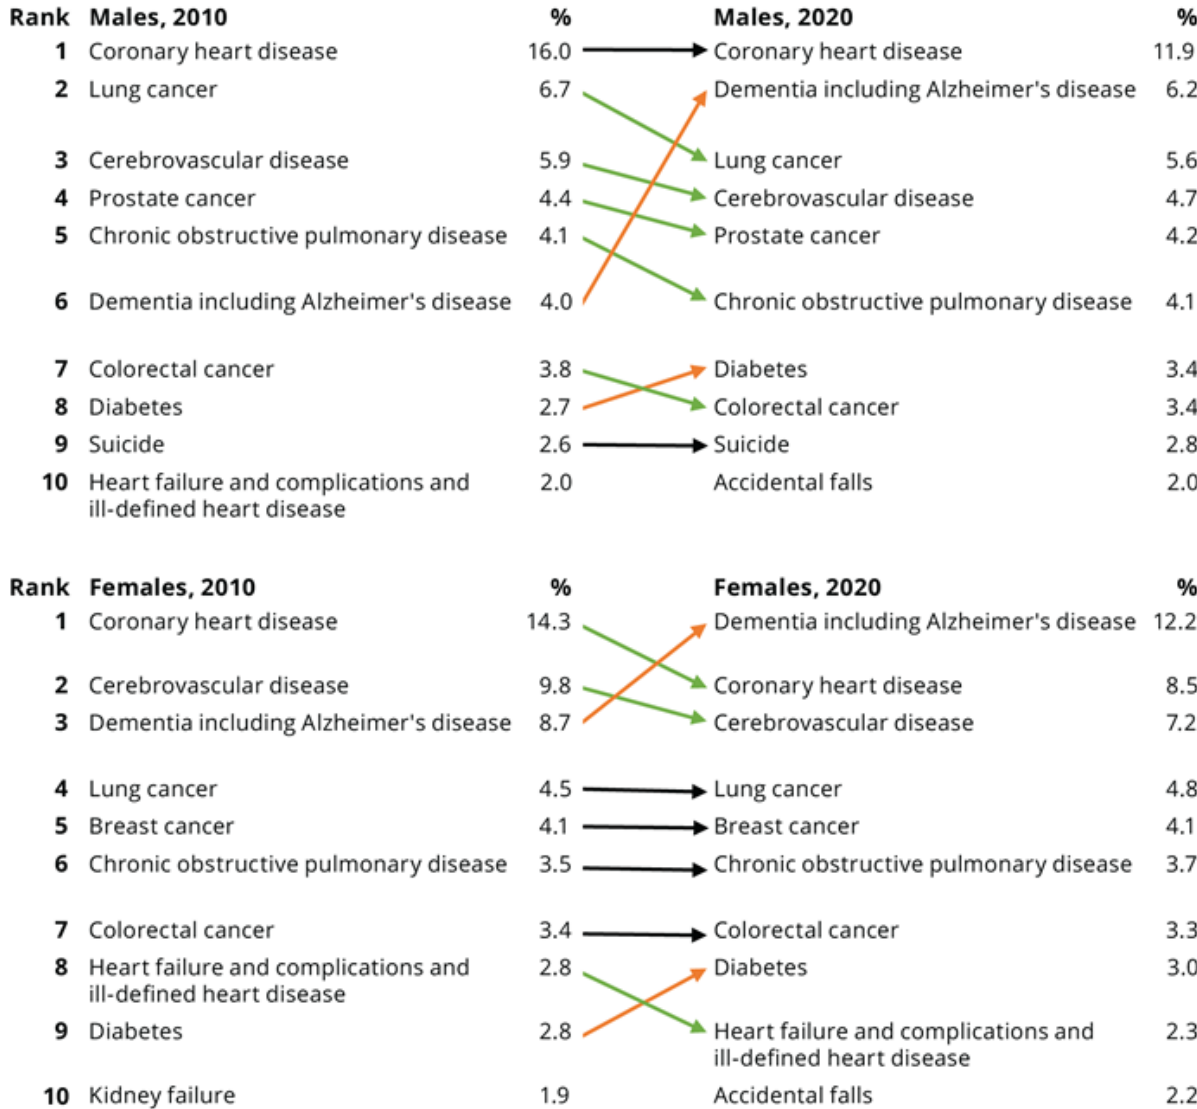 Rank Males, 2010 % Males, 2020 %
1 Coronary heart disease 16.0 Coronary heart disease 11.9
2 Lung cancer 6.7 Dementia including Alzheimer's disease 6.2
3 Cerebrovascular disease 5.9 Lung cancer 5.6
4 Prostate cancer 4.4 Cerebrovascular disease 4.7
5 Chronic obstructive pulmonary disease 4.1 Prostate cancer 4.2
6 Dementia including Alzheimer's disease 4.0 Chronic obstructive pulmonary disease 4.1
7 Colorectal cancer 3.8 Diabetes 3.4
8 Diabetes 2.7 Colorectal cancer 3.4
9 Suicide 2.6 Suicide 2.8
10 Heart failure and complications and 2.0 Accidental falls 2.0
ill-defined heart disease
Rank Females, 2010 % Females, 2020 %
1 Coronary heart disease 14.3 Dementia including Alzheimer's disease 12.2
2 Cerebrovascular disease 9.8 Coronary heart disease 8.5
3 Dementia including Alzheimer's disease 8.7 Cerebrovascular disease 7.2
4 Lung cancer 4.5 Lung cancer 4.8
5 Breast cancer 4.1 Breast cancer 4.1
6 Chronic obstructive pulmonary disease 3.5 Chronic obstructive pulmonary disease 3.7
7 Colorectal cancer 3.4 Colorectal cancer 3.3
8 Heart failure and complications and 2.8 Diabetes 3.0
ill-defined heart disease
9 Diabetes 2.8 Heart failure and complications and 2.3
ill-defined heart disease
10 Kidney failure 1.9 Accidental falls 2.2